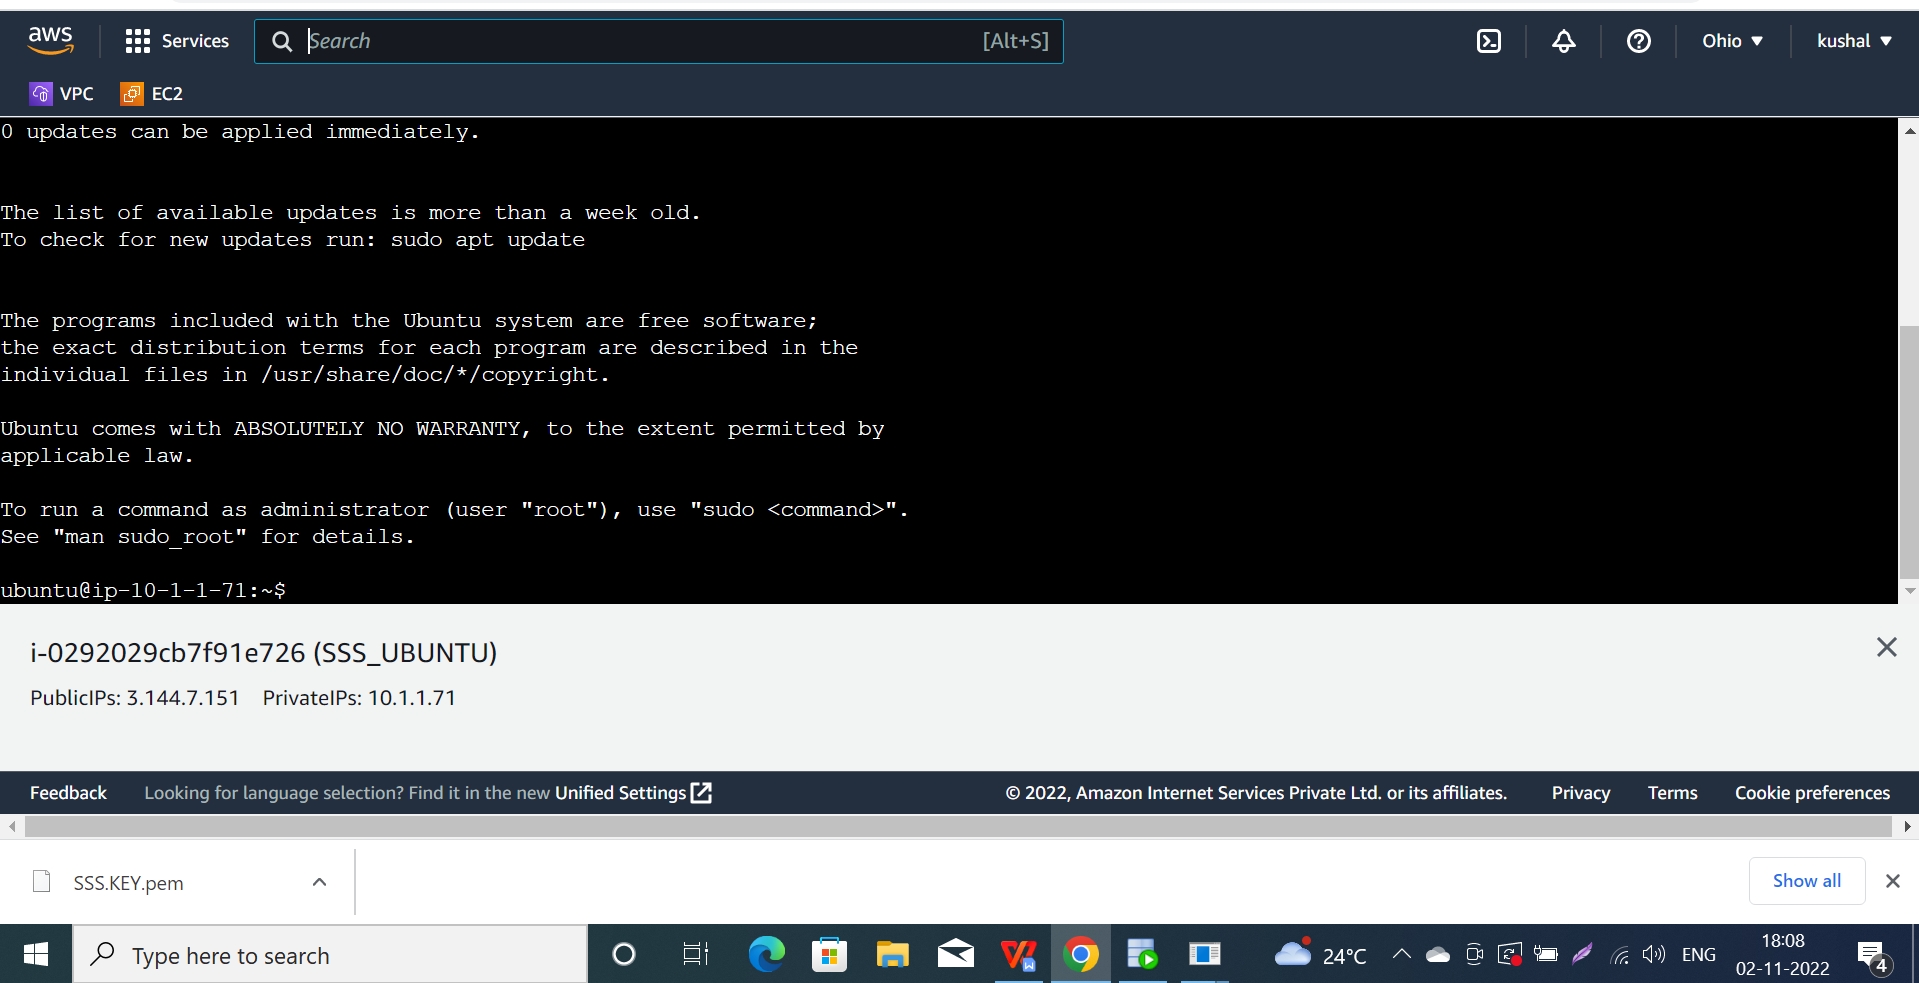 aws
Services
Search
[Alt+S]
Ohio
kushal
VPC
EC2
0 updates can be applied immediately.
The list of available updates is more than a week old.
To check for new updates run: sudo apt update
The programs included with the Ubuntu system are free software;
the exact distribution terms for each program are described in the
individual files in /usr/share/doc/*/copyright.
Ubuntu comes with ABSOLUTELY NO WARRANTY, to the extent permitted by
applicable law.
To run a command as administrator (user "root"), use "sudo <command>".
See "man sudo_root" for details.
ubuntu@ip-10-1-1-71:~$
i-0292029cb7f91e726 (SSS_UBUNTU)
PublicIPs: 3.144.7.151 PrivateIPs: 10.1.1.71
Feedback Looking for language selection? Find it in the new Unified Settings © 2022, Amazon Internet Services Private Ltd. or its affiliates. Privacy Terms Cookie preferences
SSS.KEY.pem
Show all
Type here to search
24°C
ENG
18:08
02-11-2022
4